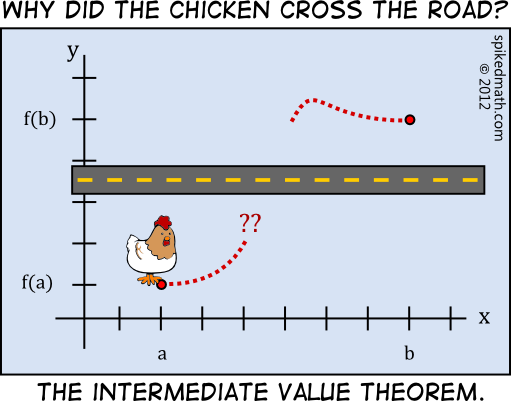 WHY DID THE CHICKEN CROSS THE ROAD?
y
spikedmath.com
© 2012
f(b)
??
f(a)
x
a
b
THE INTERMEDIATE VALUE THEOREM.